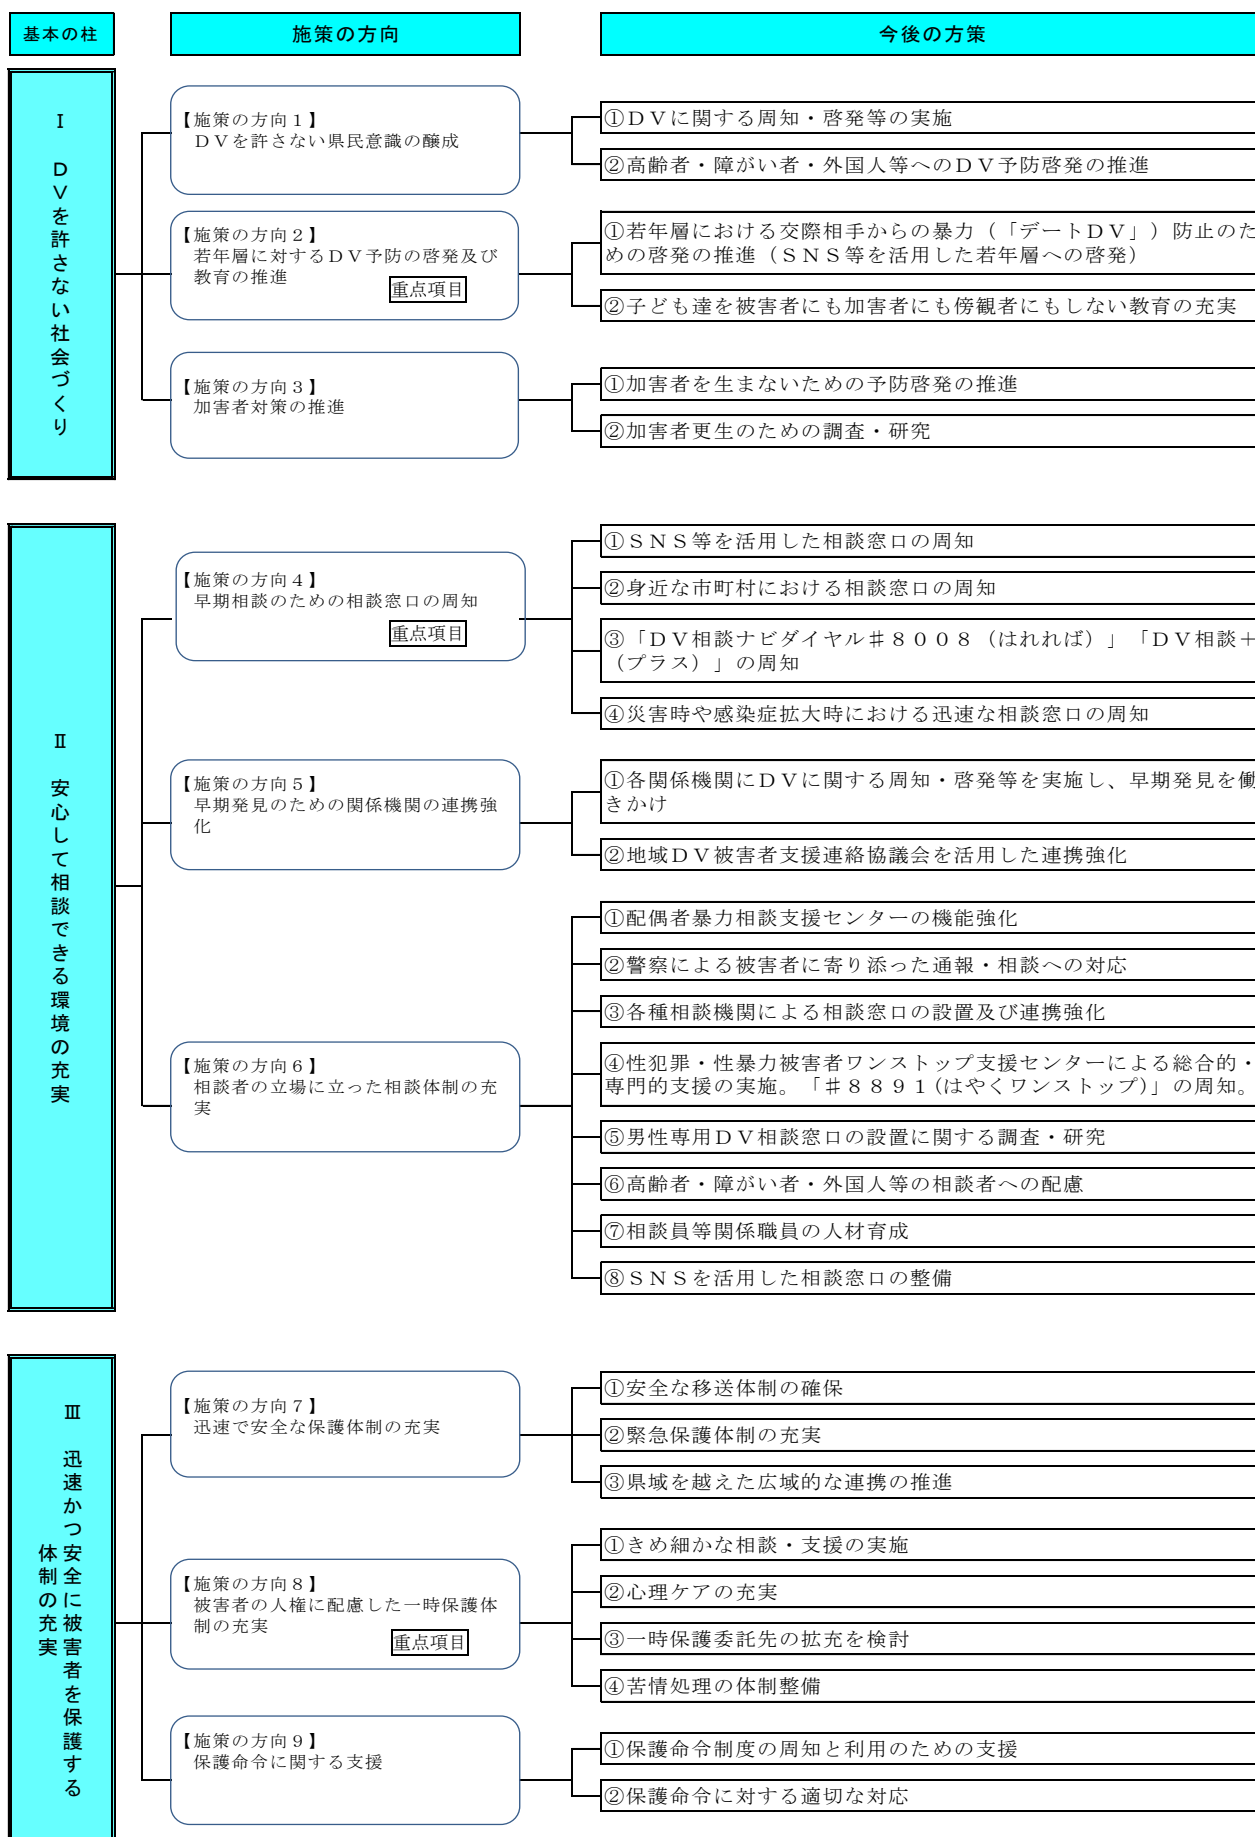 基本の柱
施策の方向
今後の方策
Ⅰ　ＤＶを許さない社会づくり
【施策の方向１】
ＤＶを許さない県民意識の醸成
①ＤＶに関する周知・啓発等の実施
②高齢者・障がい者・外国人等へのＤＶ予防啓発の推進
【施策の方向２】
若年層に対するＤＶ予防の啓発及び
教育の推進
重点項目
①若年層における交際相手からの暴力（「デートＤＶ」）防止のた
めの啓発の推進（ＳＮＳ等を活用した若年層への啓発）
②子ども達を被害者にも加害者にも傍観者にもしない教育の充実
【施策の方向３】
加害者対策の推進
①加害者を生まないための予防啓発の推進
②加害者更生のための調査・研究
Ⅱ　安心して相談できる環境の充実
【施策の方向４】
早期相談のための相談窓口の周知
重点項目
①ＳＮＳ等を活用した相談窓口の周知
②身近な市町村における相談窓口の周知
③「ＤＶ相談ナビダイヤル＃８００８（はれれば）」「ＤＶ相談＋
（プラス）」の周知
④災害時や感染症拡大時における迅速な相談窓口の周知
【施策の方向５】
早期発見のための関係機関の連携強
化
①各関係機関にＤＶに関する周知・啓発等を実施し、早期発見を働
きかけ
②地域ＤＶ被害者支援連絡協議会を活用した連携強化
【施策の方向６】
相談者の立場に立った相談体制の充
実
①配偶者暴力相談支援センターの機能強化
②警察による被害者に寄り添った通報・相談への対応
③各種相談機関による相談窓口の設置及び連携強化
④性犯罪・性暴力被害者ワンストップ支援センターによる総合的・
専門的支援の実施。「＃８８９１(はやくワンストップ)」の周知。
⑤男性専用ＤＶ相談窓口の設置に関する調査・研究
⑥高齢者・障がい者・外国人等の相談者への配慮
⑦相談員等関係職員の人材育成
⑧ＳＮＳを活用した相談窓口の整備
Ⅲ　迅速かつ安全に被害者を保護する
体制の充実
【施策の方向７】
迅速で安全な保護体制の充実
①安全な移送体制の確保
②緊急保護体制の充実
③県域を越えた広域的な連携の推進
【施策の方向８】
被害者の人権に配慮した一時保護体
制の充実
重点項目
①きめ細かな相談・支援の実施
②心理ケアの充実
③一時保護委託先の拡充を検討
④苦情処理の体制整備
【施策の方向９】
保護命令に関する支援
①保護命令制度の周知と利用のための支援
②保護命令に対する適切な対応